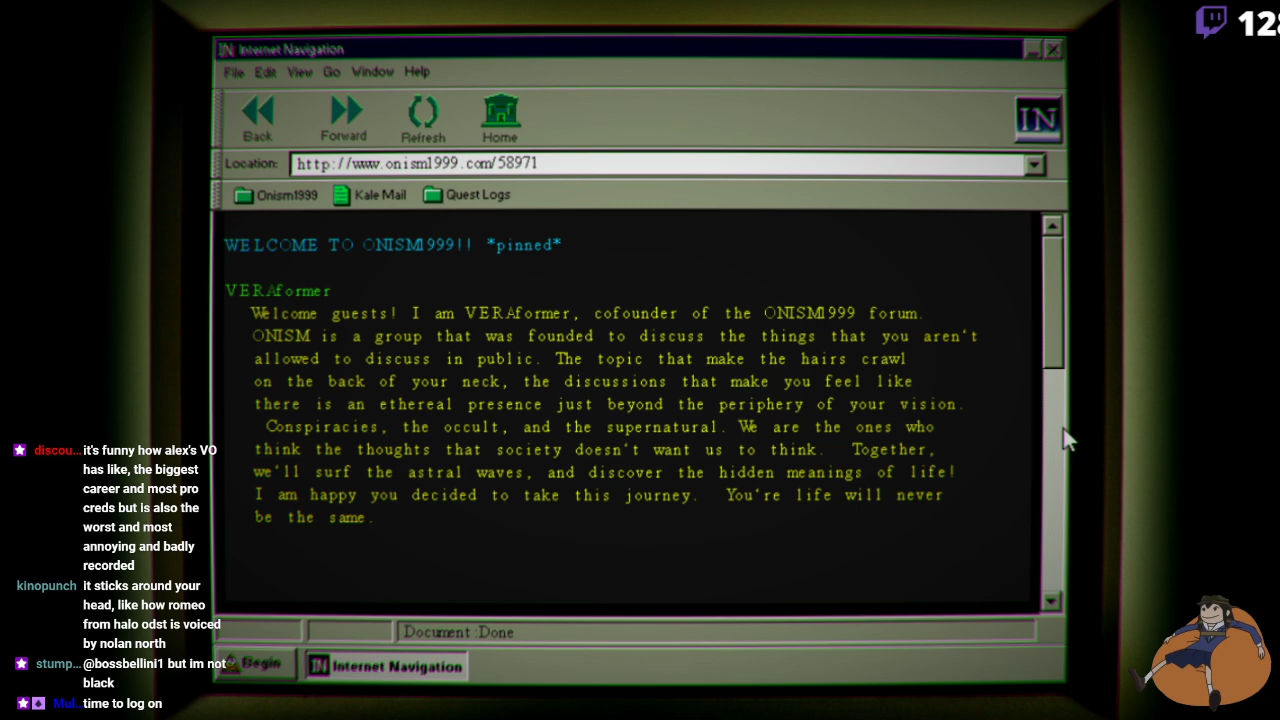 128
IN Internet Navigation
File Edit View Go Window Help
Back Forward Refresh Home
IN
Location: http://www.onism1999.com/58971
Onism1999 Kale Mail Quest Logs
WELCOME TO ONISM1999!! *pinned*
VERAformer
Welcome guests! I am VERAformer, cofounder of the ONISM1999 forum.
ONISM is a group that was founded to discuss the things that you aren't
allowed to discuss in public. The topic that make the hairs crawl
on the back of your neck, the discussions that make you feel like
there is an ethereal presence just beyond the periphery of your vision.
Conspiracies, the occult, and the supernatural. We are the ones who
think the thoughts that society doesn't want us to think. Together,
we'll surf the astral waves, and discover the hidden meanings of life!
I am happy you decided to take this journey. You're life will never
be the same.
Document :Done
Begin IN Internet Navigation
discou... it's funny how alex's VO
has like, the biggest
career and most pro
creds but is also the
worst and most
annoying and badly
recorded
kinopunch it sticks around your
head, like how romeo
from halo odst is voiced
by nolan north
stump... @bossbellini1 but im not
black
Mul... time to log on